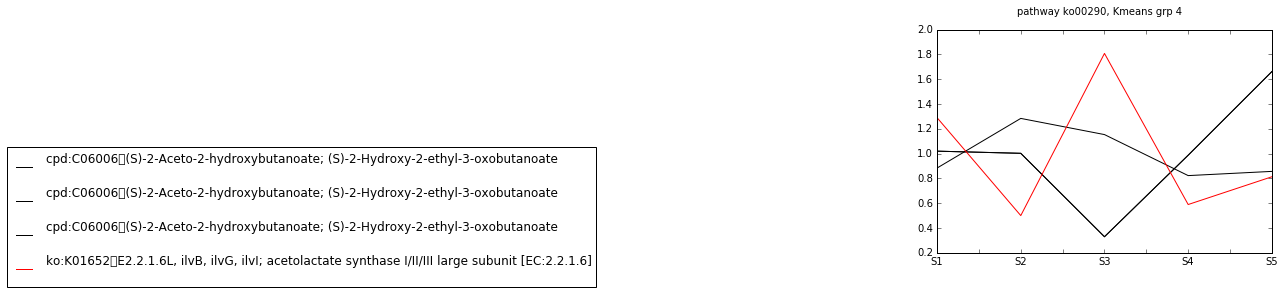 pathway ko00290, Kmeans grp 4
2.0
1.8
1.6
1.4
1.2
1.0
0.8
0.6
0.4
0.2
S1 S2 S3 S4 S5
cpd:C06006▯(S)-2-Aceto-2-hydroxybutanoate; (S)-2-Hydroxy-2-ethyl-3-oxobutanoate
cpd:C06006▯(S)-2-Aceto-2-hydroxybutanoate; (S)-2-Hydroxy-2-ethyl-3-oxobutanoate
cpd:C06006▯(S)-2-Aceto-2-hydroxybutanoate; (S)-2-Hydroxy-2-ethyl-3-oxobutanoate
ko:K01652▯E2.2.1.6L, ilvB, ilvG, ilvI; acetolactate synthase I/II/III large subunit [EC:2.2.1.6]